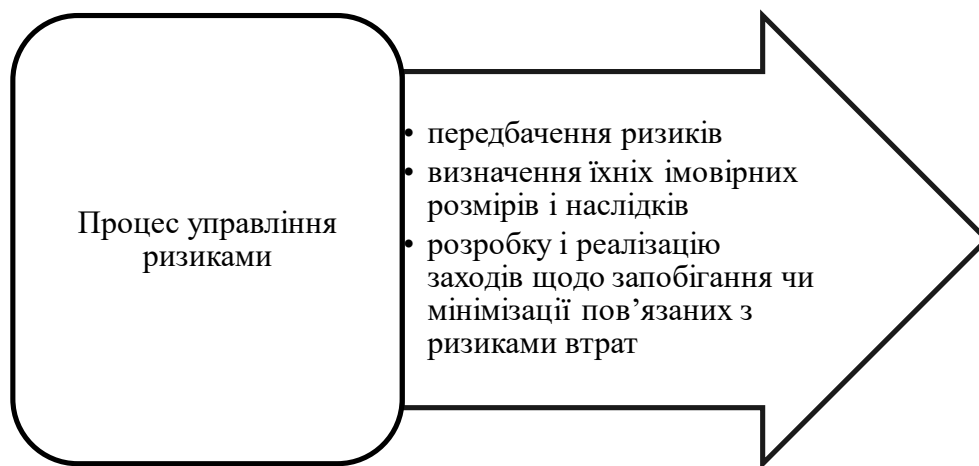 Процес управління
ризиками
• передбачення ризиків
• визначення їхніх імовірних
розмірів і наслідків
• розробку і реалізацію
заходів щодо запобігання чи
мінімізації пов’язаних з
ризиками втрат